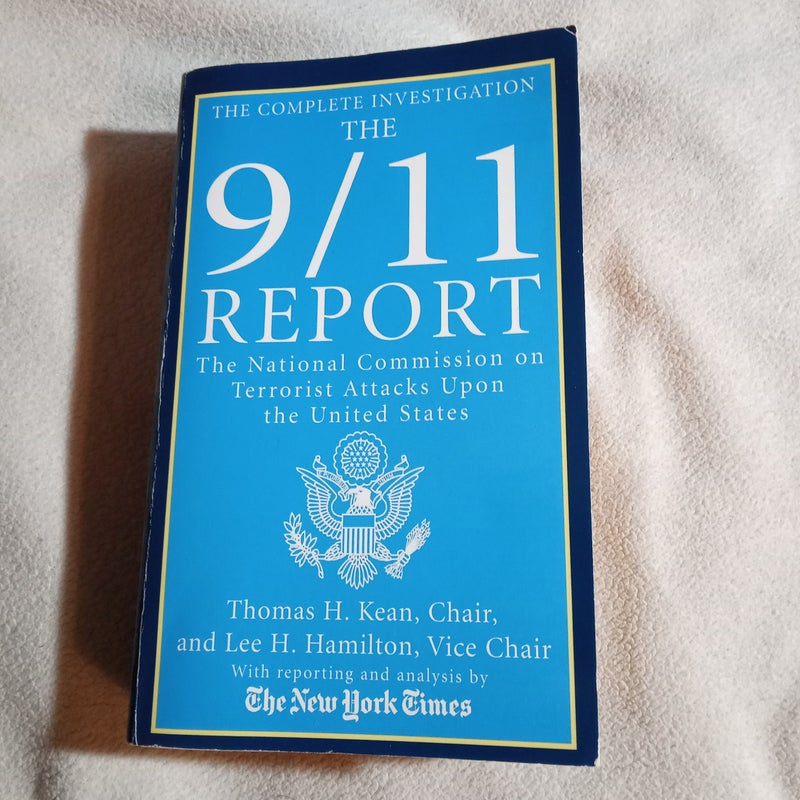 THE COMPLETE INVESTIGATION
THE
9/11
REPORT
The National Commission on
Terrorist Attacks Upon
the United States
Thomas H. Kean, Chair,
and Lee H. Hamilton, Vice Chair
With reporting and analysis by
The New York Times